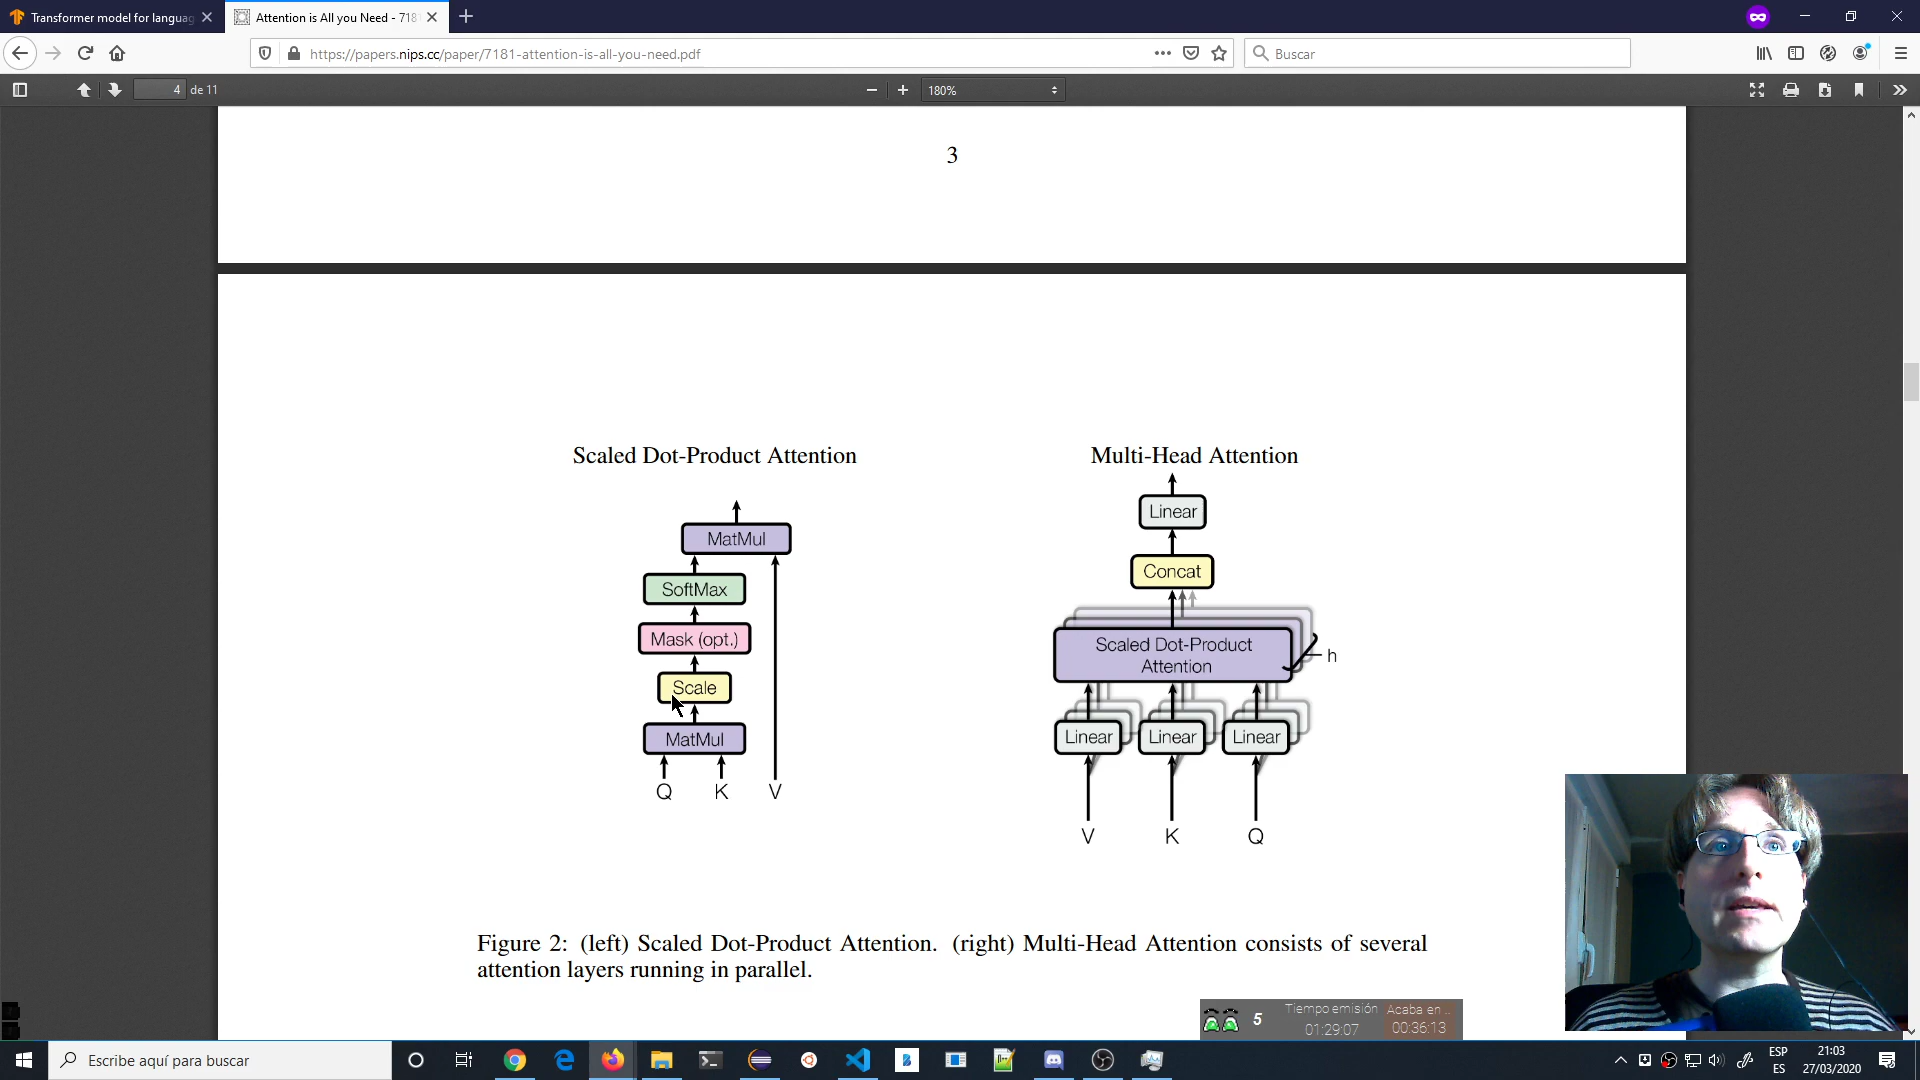 Transformer model for languag
Attention is All you Need - 718
https://papers.nips.cc/paper/7181-attention-is-all-you-need.pdf
Buscar
4 de 11
180%
3
Scaled Dot-Product Attention
MatMul
SoftMax
Mask (opt.)
Scale
MatMul
Q K V
Multi-Head Attention
Linear
Concat
Scaled Dot-Product
Attention
h
Linear Linear Linear
V K Q
Figure 2: (left) Scaled Dot-Product Attention. (right) Multi-Head Attention consists of several
attention layers running in parallel.
5
Tiempo emisión
01:29:07
Acaba en ..
00:36:13
Escribe aquí para buscar
ESP
ES
21:03
27/03/2020